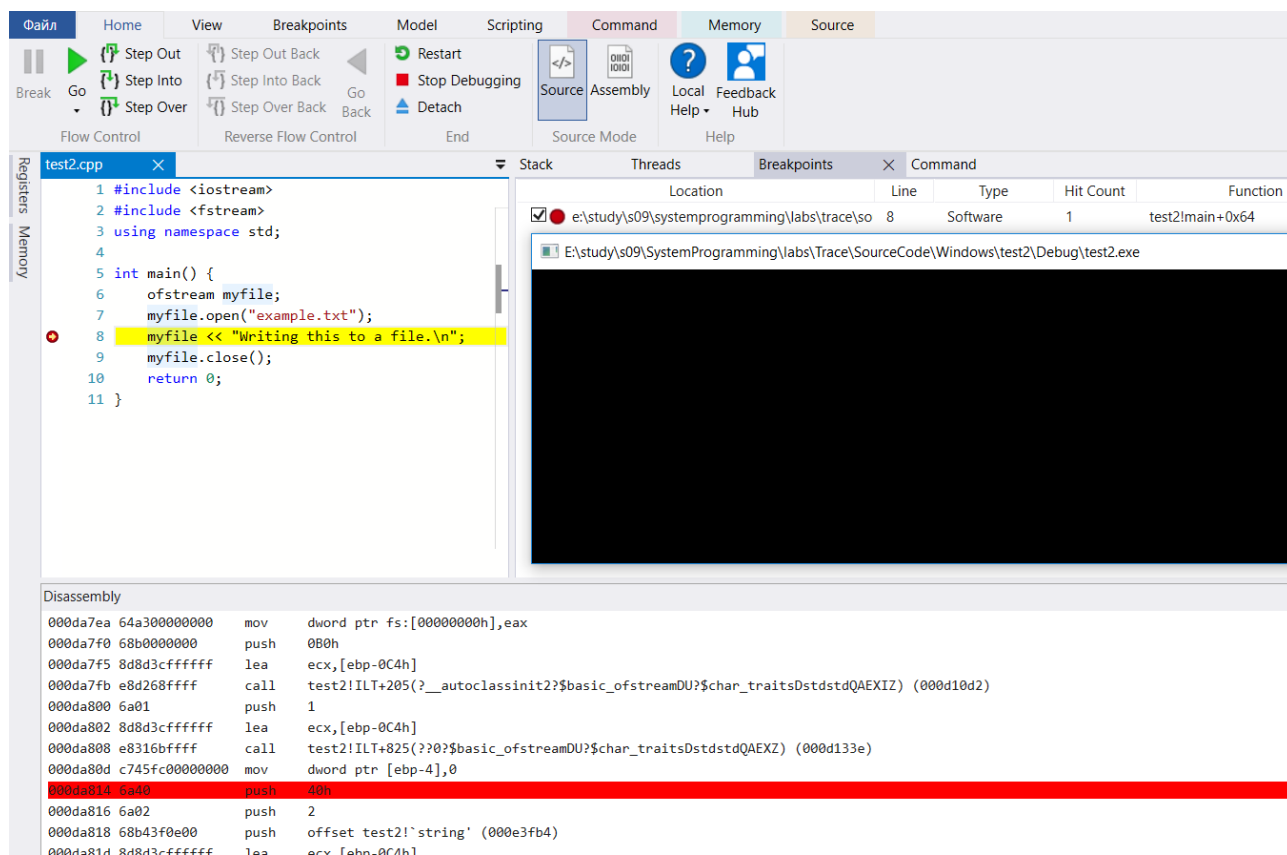 Файл Home View Breakpoints Model Scripting Command Memory Source
Break
Go
{} Step Out
{} Step Into
{} Step Over
{} Step Out Back
{} Step Into Back
{} Step Over Back
Go Back
Restart
Stop Debugging
Detach
Source
Assembly
Local Help
Feedback Hub
Flow Control Reverse Flow Control End Source Mode Help
Registers
Memory
test2.cpp
1 #include <iostream>
2 #include <fstream>
3 using namespace std;
4
5 int main() {
6 ofstream myfile;
7 myfile.open("example.txt");
8 myfile << "Writing this to a file.\n";
9 myfile.close();
10 return 0;
11 }
Stack Threads Breakpoints Command
Location Line Type Hit Count Function
e:\study\s09\systemprogramming\labs\trace\so 8 Software 1 test2!main+0x64
E:\study\s09\SystemProgramming\labs\Trace\SourceCode\Windows\test2\Debug\test2.exe
Disassembly
000da7ea 64a300000000 mov dword ptr fs:[00000000h],eax
000da7f0 68b0000000 push 0B0h
000da7f5 8d8d3cffffff lea ecx,[ebp-0C4h]
000da7fb e8d268ffff call test2!ILT+205(?__autoclassinit2?$basic_ofstreamDU?$char_traitsDstdstdQAEXIZ) (000d10d2)
000da800 6a01 push 1
000da802 8d8d3cffffff lea ecx,[ebp-0C4h]
000da808 e8316bffff call test2!ILT+825(??0?$basic_ofstreamDU?$char_traitsDstdstdQAEXZ) (000d133e)
000da80d c745fc00000000 mov dword ptr [ebp-4],0
000da814 6a40 push 40h
000da816 6a02 push 2
000da818 68b43f0e00 push offset test2!`string' (000e3fb4)
000da81d 8d8d3cffffff lea ecx,[ebp-0C4h]